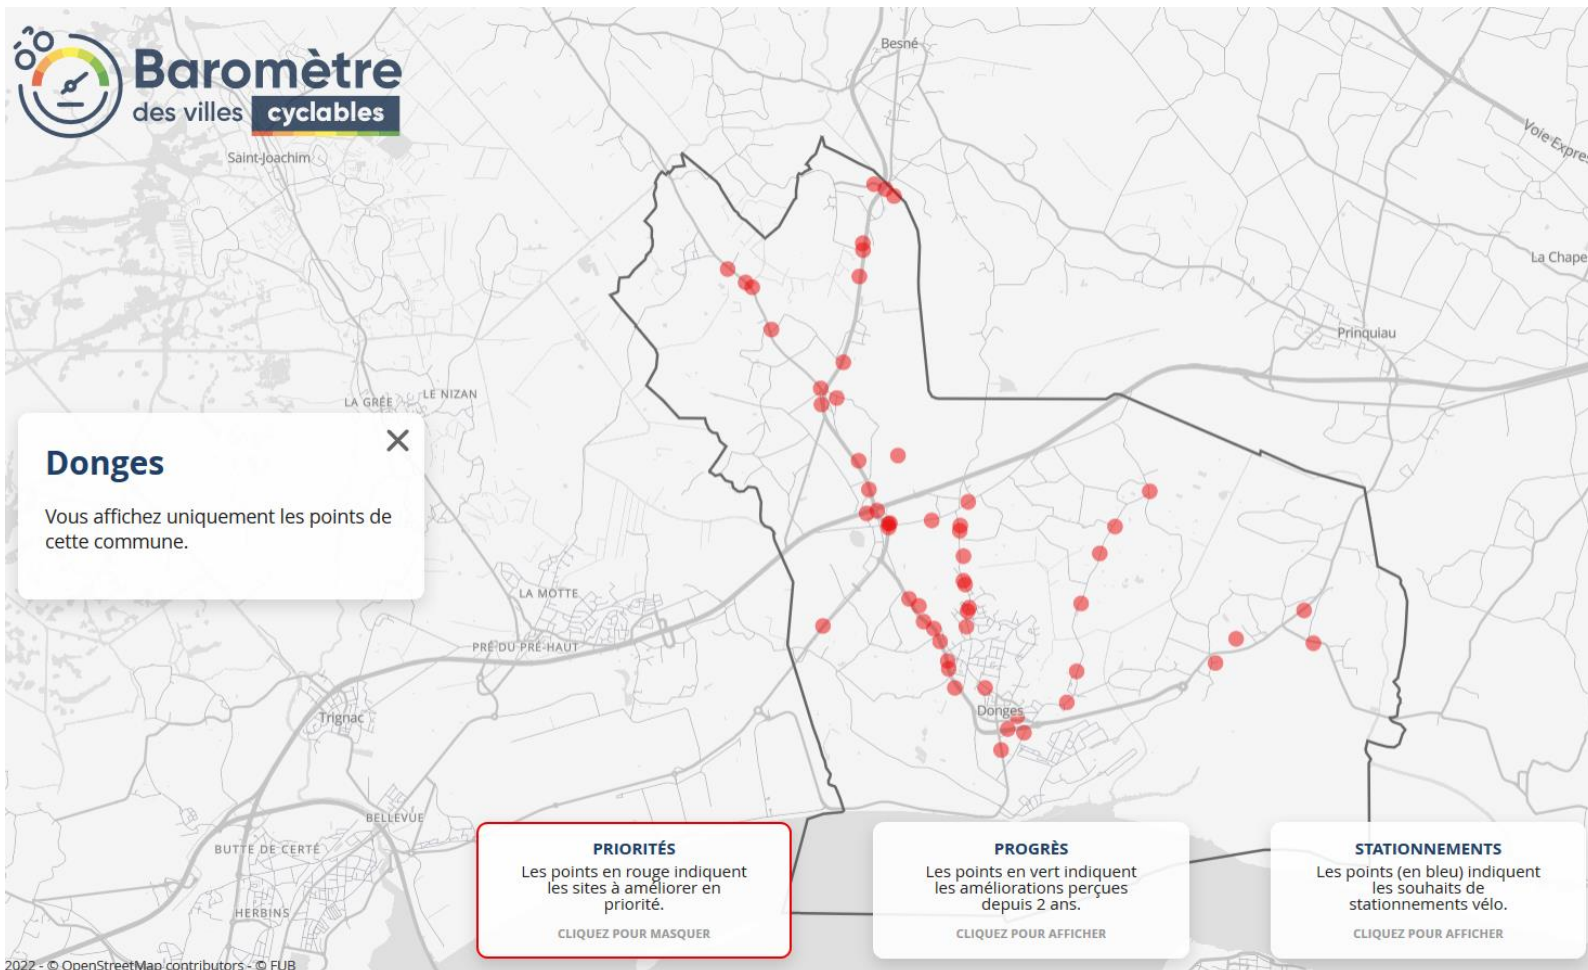 Besné
Baromètre
des villes cyclables
Voie Expres
Saint-Joachim
La Chape
Prinquiau
LA GRÉE
LE NIZAN
Donges
Vous affichez uniquement les points de
cette commune.
LA MOTTE
PRÉ DU PRÉ-HAUT
Trignac
Donges
BELLEVUE
BUTTE DE CERTÉ
HERBINS
PRIORITÉS
Les points en rouge indiquent
les sites à améliorer en
priorité.
CLIQUEZ POUR MASQUER
PROGRÈS
Les points en vert indiquent
les améliorations perçues
depuis 2 ans.
CLIQUEZ POUR AFFICHER
STATIONNEMENTS
Les points (en bleu) indiquent
les souhaits de
stationnements vélo.
CLIQUEZ POUR AFFICHER
2022 - © OpenStreetMap contributors - © FUB